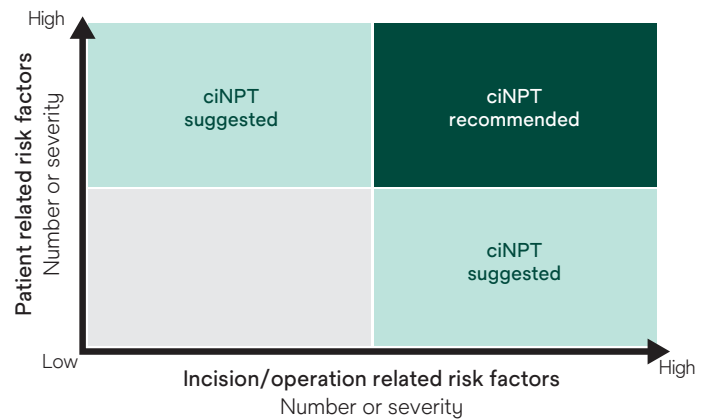 High
Patient related risk factors
Number or severity
ciNPT
suggested
ciNPT
recommended
ciNPT
suggested
Low
High
Incision/operation related risk factors
Number or severity